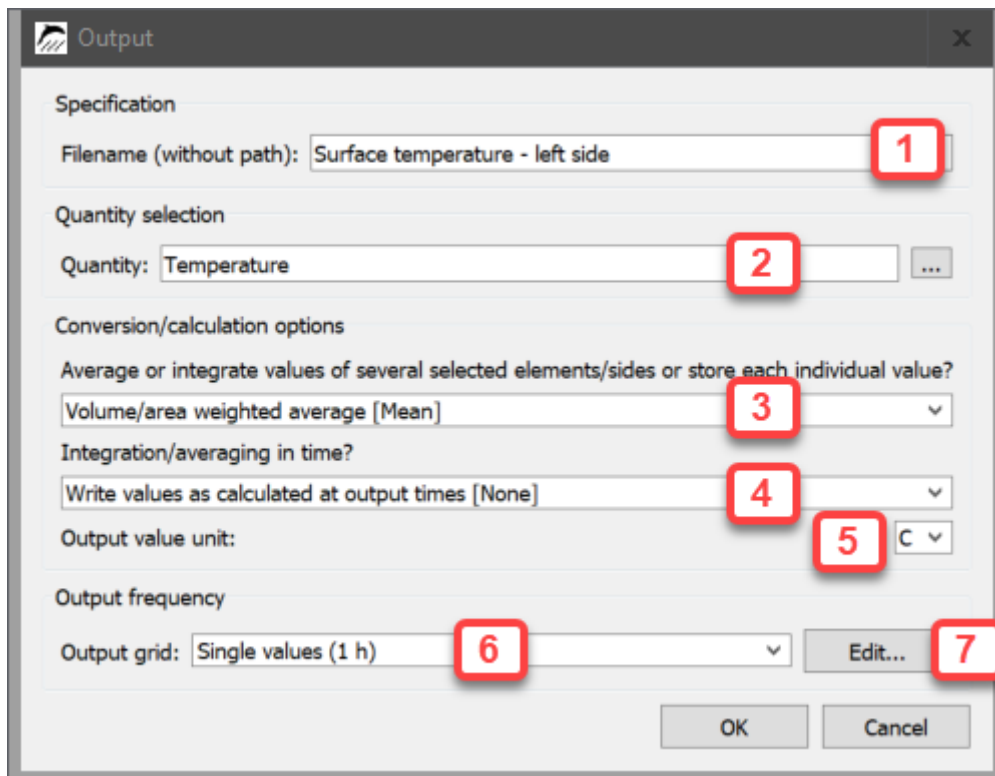 Output
Specification
Filename (without path): Surface temperature - left side 1
Quantity selection
Quantity: Temperature 2 ...
Conversion/calculation options
Average or integrate values of several selected elements/sides or store each individual value?
Volume/area weighted average [Mean] 3
Integration/averaging in time?
Write values as calculated at output times [None] 4
Output value unit: 5 C
Output frequency
Output grid: Single values (1 h) 6 Edit... 7
OK Cancel